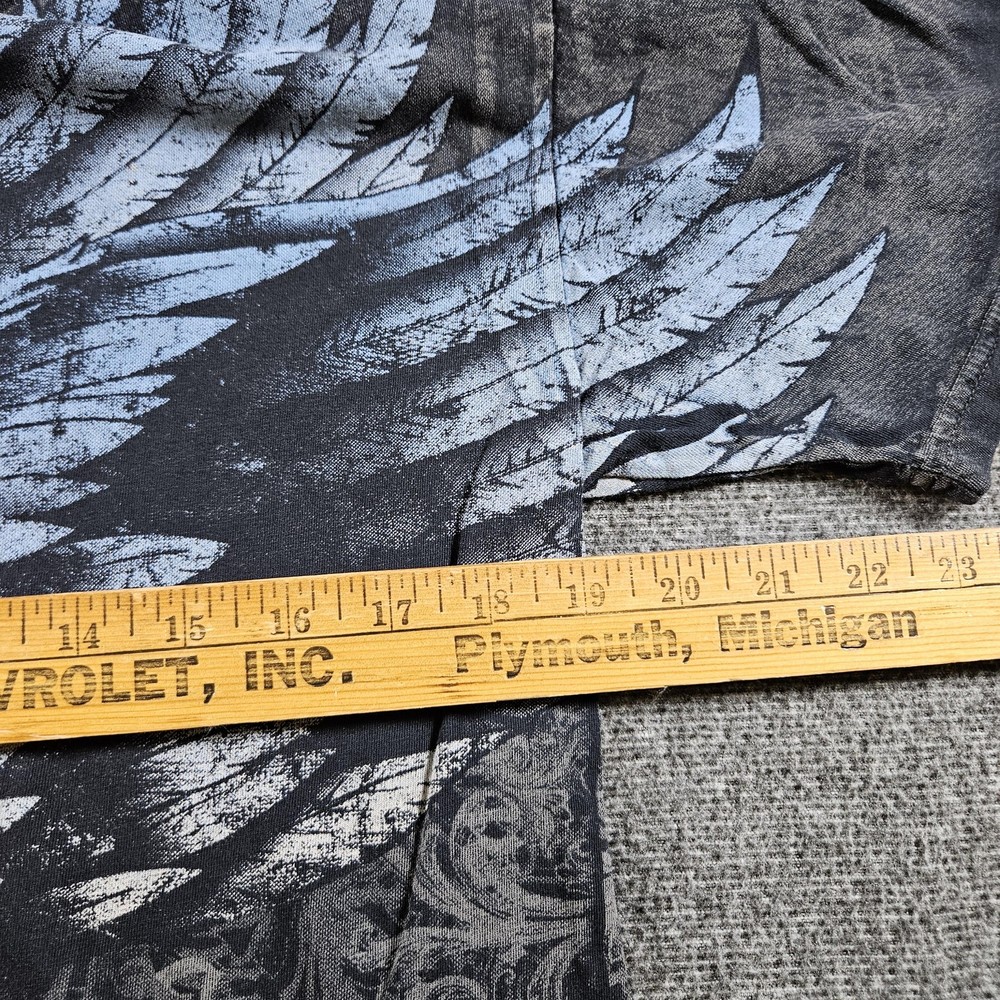 14 15 16 17 18 19 20 21 22 23
VROLET, INC. Plymouth, Michigan